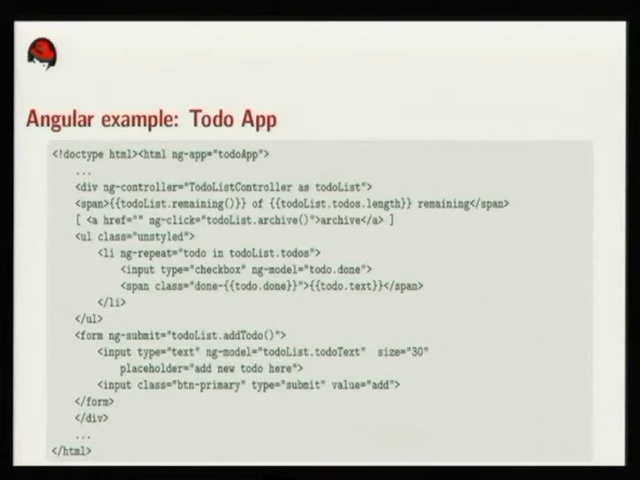 Angular example: Todo App
<!doctype html><html ng-app="todoApp">
...
<div ng-controller="TodoListController as todoList">
<span>{{todoList.remaining()}} of {{todoList.todos.length}} remaining</span>
[ <a href="" ng-click="todoList.archive()">archive</a> ]
<ul class="unstyled">
<li ng-repeat="todo in todoList.todos">
<input type="checkbox" ng-model="todo.done">
<span class="done-{{todo.done}}">{{todo.text}}</span>
</li>
</ul>
<form ng-submit="todoList.addTodo()">
<input type="text" ng-model="todoList.todoText" size="30"
placeholder="add new todo here">
<input class="btn-primary" type="submit" value="add">
</form>
</div>
...
</html>